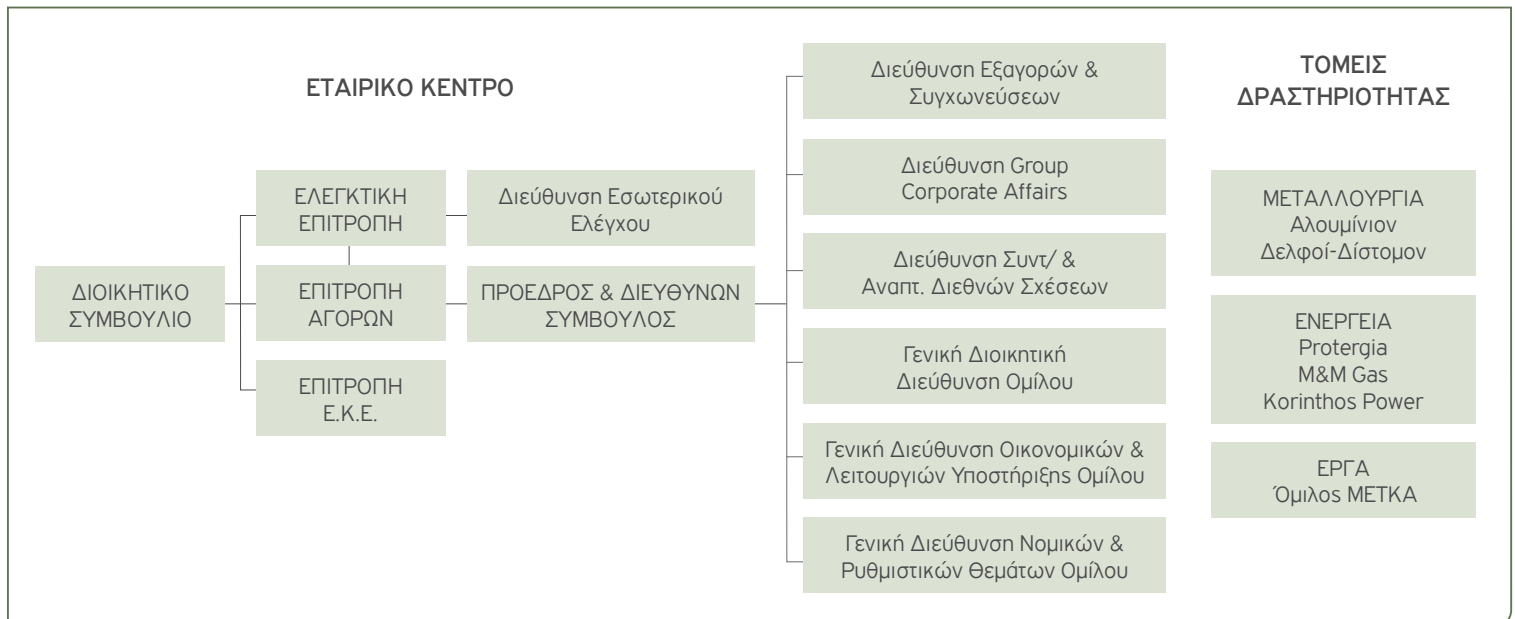 ΕΤΑΙΡΙΚΟ ΚΕΝΤΡΟ
ΔΙΟΙΚΗΤΙΚΟ
ΣΥΜΒΟΥΛΙΟ
ΕΛΕΓΚΤΙΚΗ
ΕΠΙΤΡΟΠΗ
ΕΠΙΤΡΟΠΗ
ΑΓΟΡΩΝ
ΕΠΙΤΡΟΠΗ
Ε.Κ.Ε.
Διεύθυνση Εσωτερικού
Ελέγχου
ΠΡΟΕΔΡΟΣ & ΔΙΕΥΘΥΝΩΝ
ΣΥΜΒΟΥΛΟΣ
Διεύθυνση Εξαγορών &
Συγχωνεύσεων
Διεύθυνση Group
Corporate Affairs
Διεύθυνση Συντ/ &
Αναπτ. Διεθνών Σχέσεων
Γενική Διοικητική
Διεύθυνση Ομίλου
Γενική Διεύθυνση Οικονομικών &
Λειτουργιών Υποστήριξης Ομίλου
Γενική Διεύθυνση Νομικών &
Ρυθμιστικών Θεμάτων Ομίλου
ΤΟΜΕΙΣ
ΔΡΑΣΤΗΡΙΟΤΗΤΑΣ
ΜΕΤΑΛΛΟΥΡΓΙΑ
Αλουμίνιον
Δελφοί-Δίστομον
ΕΝΕΡΓΕΙΑ
Protergia
M&M Gas
Korinthos Power
ΕΡΓΑ
Όμιλος ΜΕΤΚΑ